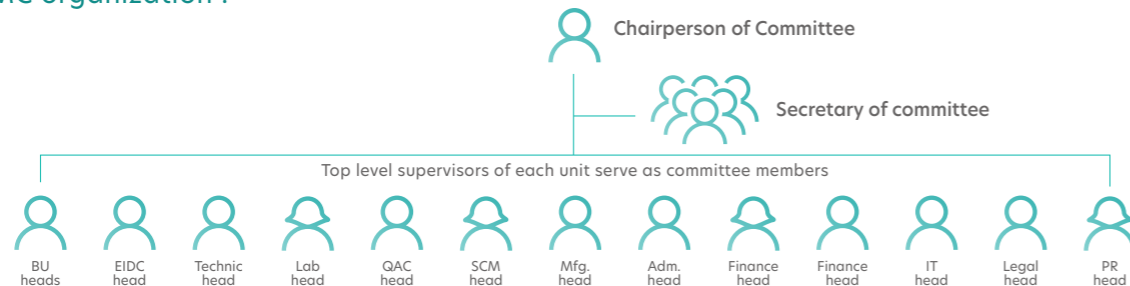 organization :
Chairperson of Committee
Secretary of committee
Top level supervisors of each unit serve as committee members
BU
heads
EIDC
head
Technic
head
Lab
head
QAC
head
SCM
head
Mfg.
head
Adm.
head
Finance
head
Finance
head
IT
head
Legal
head
PR
head